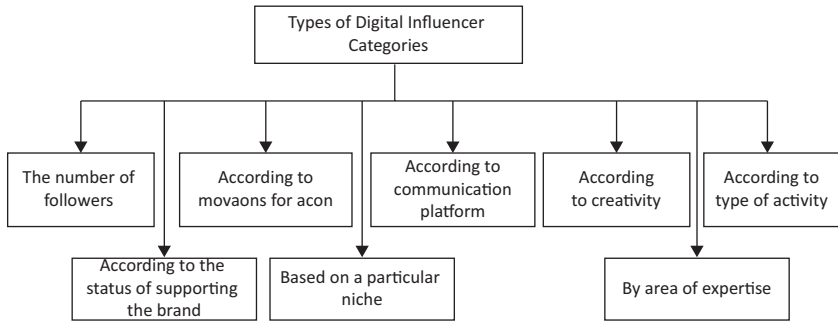 Types of Digital Influencer
Categories
The number of
followers
According to
movaons for acon
According to
communication
platform
According
to creativity
According to
type of activity
According to the
status of supporting
the brand
Based on a particular
niche
By area of expertise